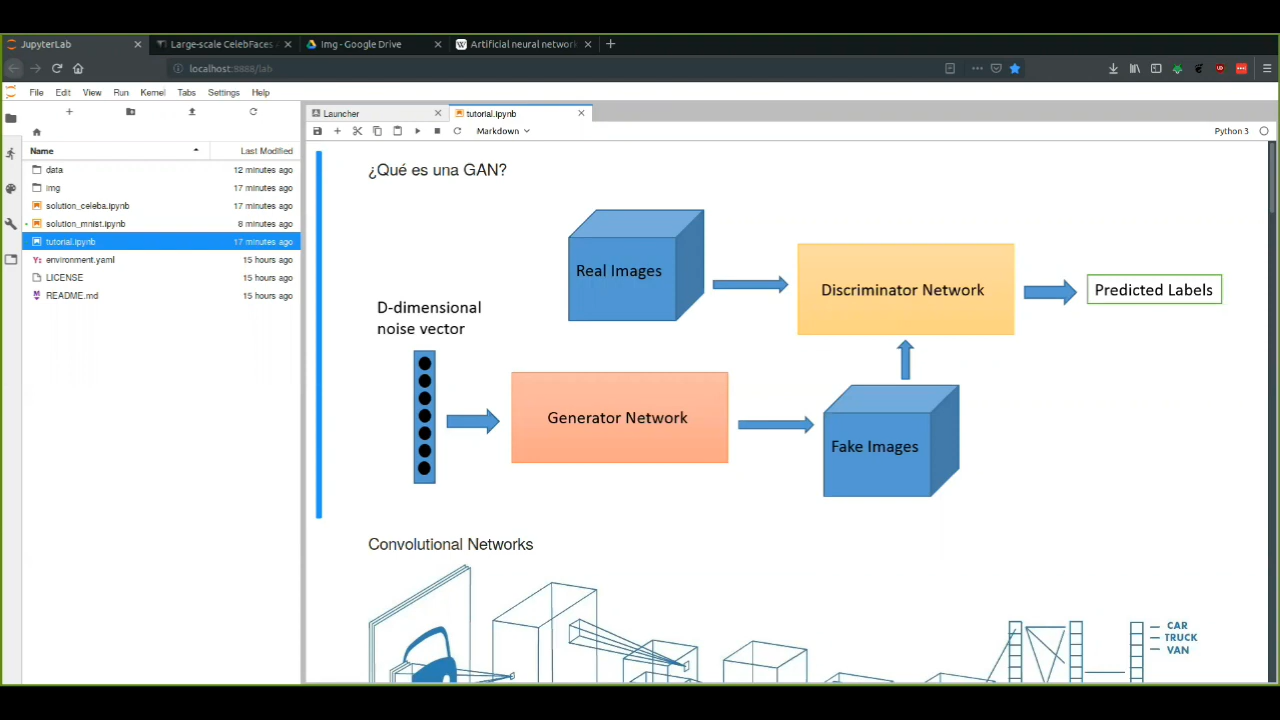 JupyterLab
Large-scale CelebFaces
Img - Google Drive
Artificial neural network
localhost:8888/lab
File Edit View Run Kernel Tabs Settings Help
Launcher
tutorial.ipynb
Markdown
Python 3
Name Last Modified
data 12 minutes ago
img 17 minutes ago
solution_celeba.ipynb 17 minutes ago
solution_mnist.ipynb 8 minutes ago
tutorial.ipynb 17 minutes ago
environment.yaml 15 hours ago
LICENSE 15 hours ago
README.md 15 hours ago
¿Qué es una GAN?
Real Images
Discriminator Network
Predicted Labels
D-dimensional
noise vector
Generator Network
Fake Images
Convolutional Networks
CAR
TRUCK
VAN